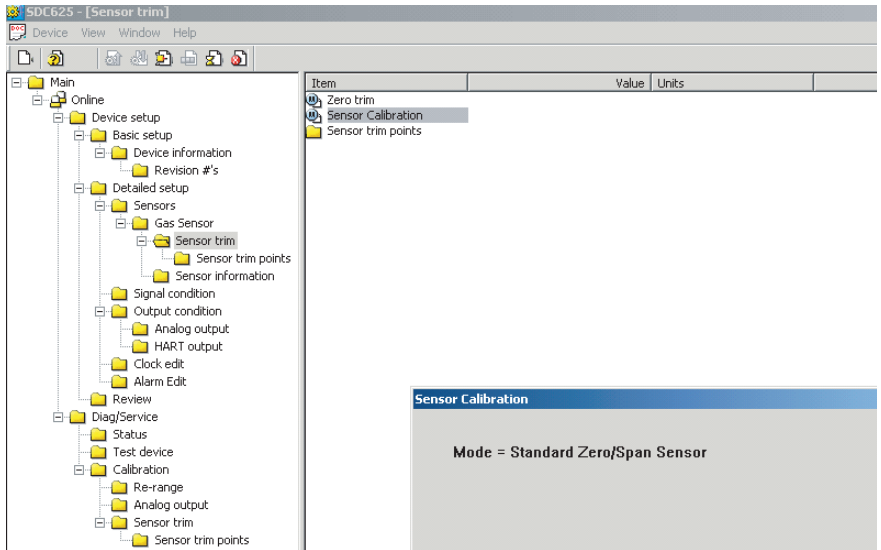 SDC625 - [Sensor trim]
DOC Device View Window Help
Main
Online
Device setup
Basic setup
Device information
Revision #'s
Detailed setup
Sensors
Gas Sensor
Sensor trim
Sensor trim points
Sensor information
Signal condition
Output condition
Analog output
HART output
Clock edit
Alarm Edit
Review
Diag/Service
Status
Test device
Calibration
Re-range
Analog output
Sensor trim
Sensor trim points
Item Value Units
Zero trim
Sensor Calibration
Sensor trim points
Sensor Calibration
Mode = Standard Zero/Span Sensor